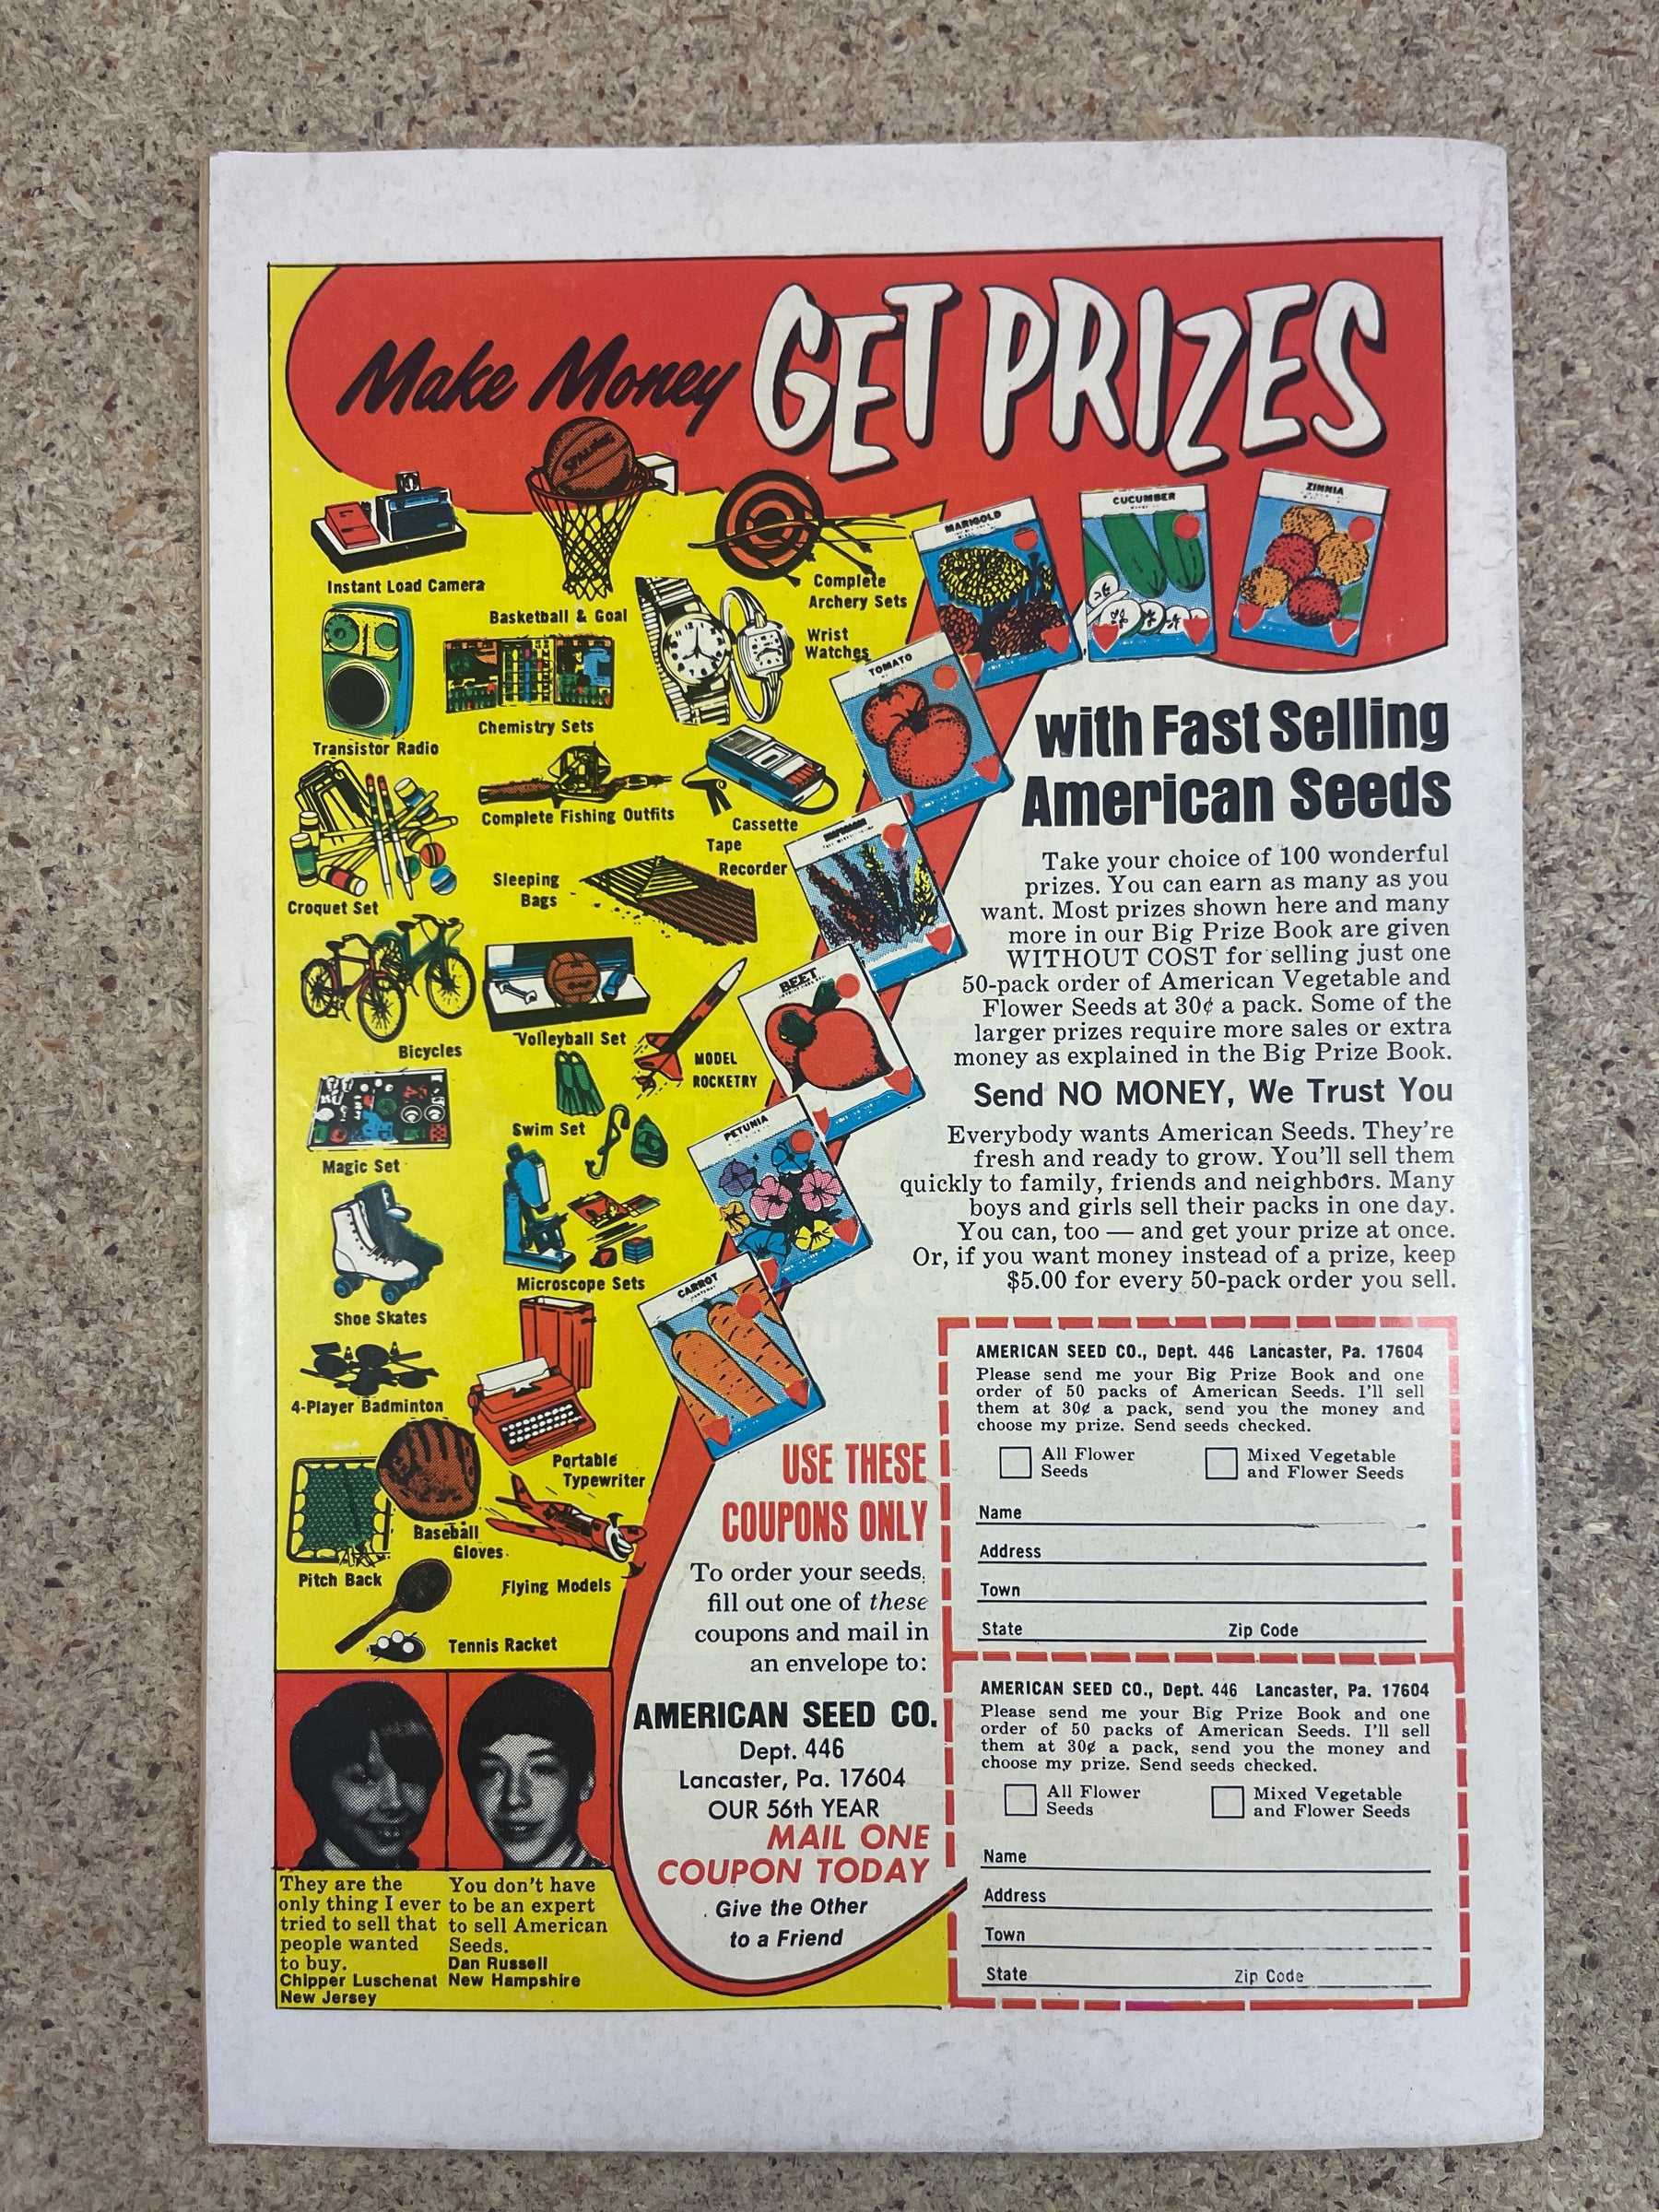 Make Money GET PRIZES
SPALDING
Instant Load Camera
Basketball & Goal
Complete
Archery Sets
Wrist
Watches
Transistor Radio
Chemistry Sets
Complete Fishing Outfits
Cassette
Tape
Recorder
Croquet Set
Sleeping
Bags
Bicycles
Volleyball Set
MODEL
ROCKETRY
Magic Set
Swim Set
Shoe Skates
Microscope Sets
4-Player Badminton
Portable
Typewriter
Pitch Back
Baseball
Gloves
Flying Models
Tennis Racket
MARIGOLD
CUCUMBER
ZINNIA
TOMATO
BEET
PETUNIA
CARROT
with Fast Selling
American Seeds
Take your choice of 100 wonderful
prizes. You can earn as many as you
want. Most prizes shown here and many
more in our Big Prize Book are given
WITHOUT COST for selling just one
50-pack order of American Vegetable and
Flower Seeds at 30¢ a pack. Some of the
larger prizes require more sales or extra
money as explained in the Big Prize Book.
Send NO MONEY, We Trust You
Everybody wants American Seeds. They're
fresh and ready to grow. You'll sell them
quickly to family, friends and neighbors. Many
boys and girls sell their packs in one day.
You can, too — and get your prize at once.
Or, if you want money instead of a prize, keep
$5.00 for every 50-pack order you sell.
USE THESE
COUPONS ONLY
To order your seeds,
fill out one of these
coupons and mail in
an envelope to:
AMERICAN SEED CO.
Dept. 446
Lancaster, Pa. 17604
OUR 56th YEAR
MAIL ONE
COUPON TODAY
Give the Other
to a Friend
They are the
only thing I ever
tried to sell that
people wanted
to buy.
Chipper Luschenat
New Jersey
You don't have
to be an expert
to sell American
Seeds.
Dan Russell
New Hampshire
AMERICAN SEED CO., Dept. 446 Lancaster, Pa. 17604
Please send me your Big Prize Book and one
order of 50 packs of American Seeds. I'll sell
them at 30¢ a pack, send you the money and
choose my prize. Send seeds checked.
All Flower
Seeds
Mixed Vegetable
and Flower Seeds
Name
Address
Town
State Zip Code
AMERICAN SEED CO., Dept. 446 Lancaster, Pa. 17604
Please send me your Big Prize Book and one
order of 50 packs of American Seeds. I'll sell
them at 30¢ a pack, send you the money and
choose my prize. Send seeds checked.
All Flower
Seeds
Mixed Vegetable
and Flower Seeds
Name
Address
Town
State Zip Code